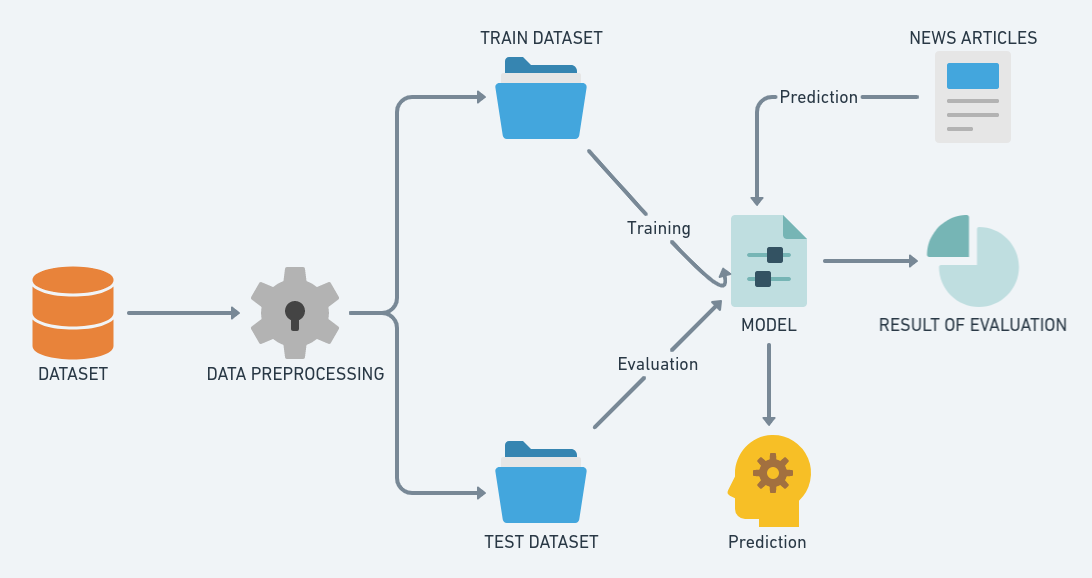 TRAIN DATASET
NEWS ARTICLES
Prediction
Training
MODEL
RESULT OF EVALUATION
Evaluation
DATASET
DATA PREPROCESSING
TEST DATASET
Prediction